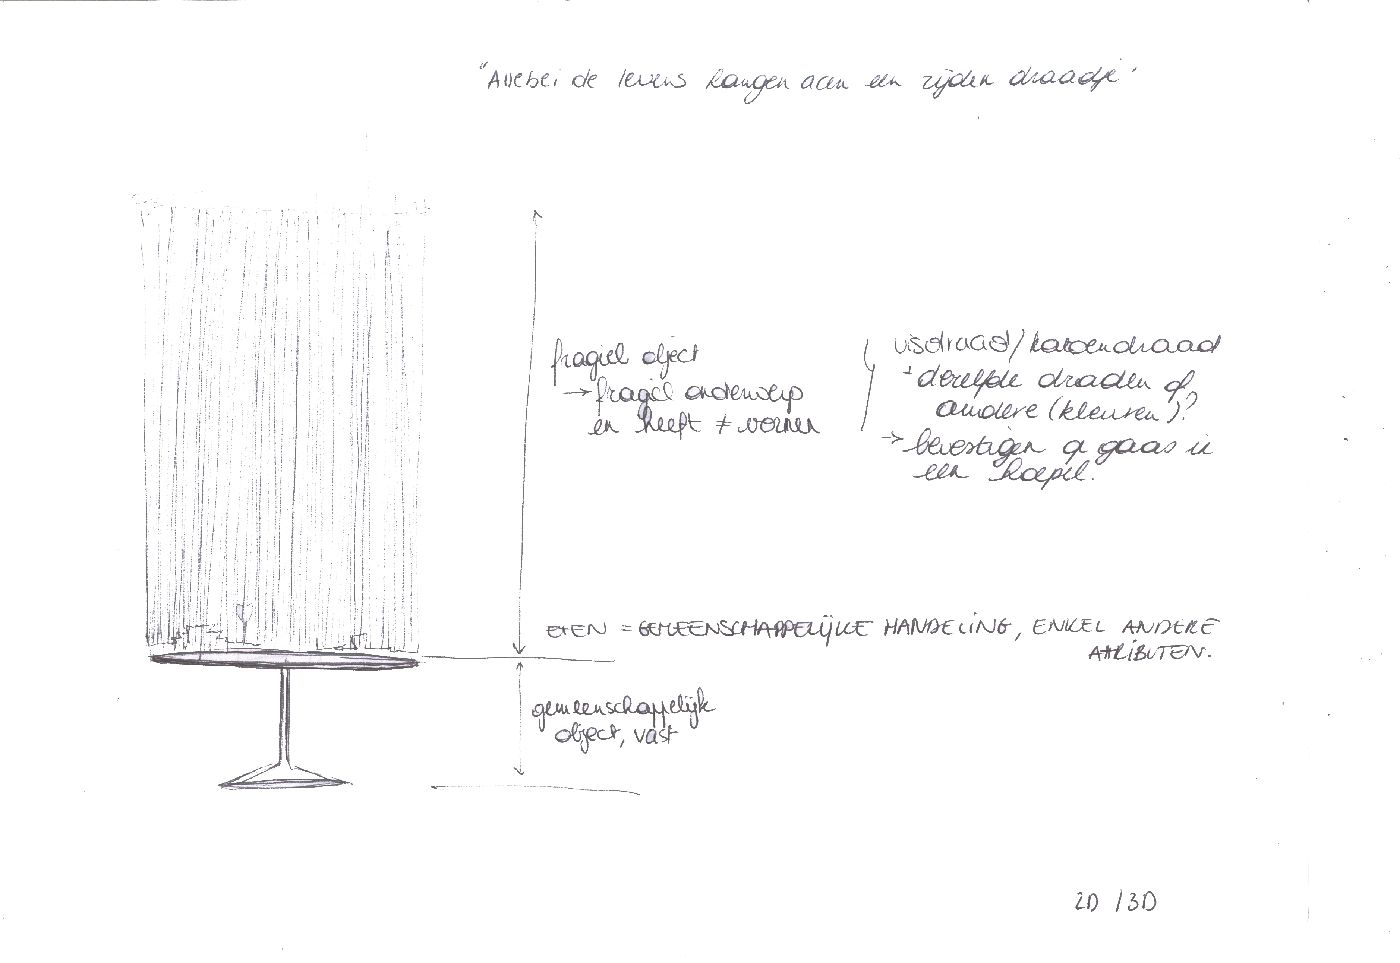 "Allebei de levens hangen aan een zijden draadje"
fragiel object
→ fragiel onderwerp
en heeft ≠ vormen
visdraad / katoendraad
+ dezelfde draden of
andere (kleuren)?
→ bevestigen op gaas in
een koepel.
ETEN = GEMEENSCHAPPELIJKE HANDELING, ENKEL ANDERE
ATTRIBUTEN.
gemeenschappelijk
object, vast
2D / 3D